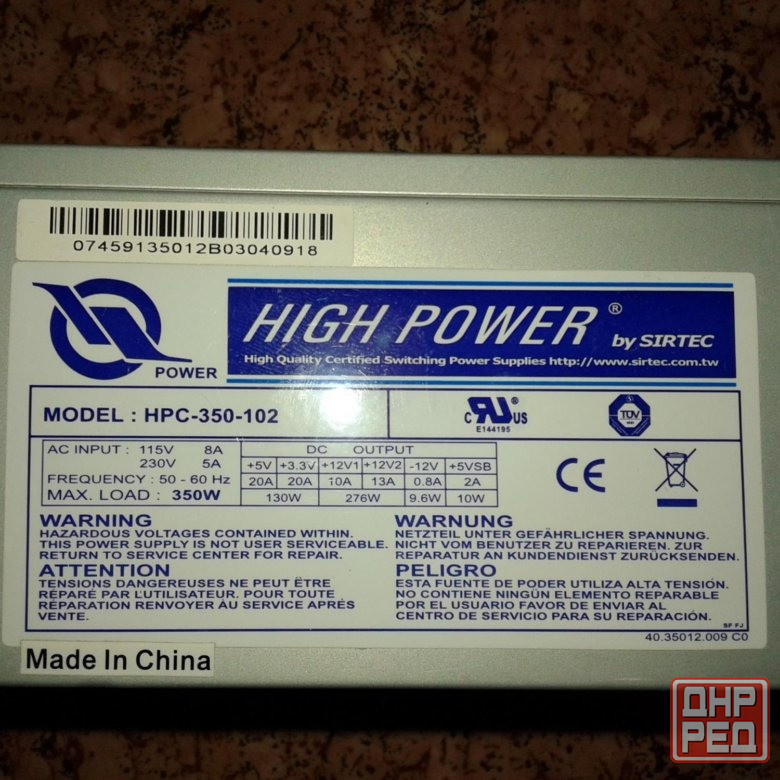 07459135012B03040918
POWER
HIGH POWER® by SIRTEC
High Quality Certified Switching Power Supplies http://www.sirtec.com.tw
MODEL : HPC-350-102
C UL® US
E144195
TÜV
AC INPUT : 115V 8A
230V 5A
FREQUENCY : 50 - 60 Hz
MAX. LOAD : 350W
DC OUTPUT
+5V +3.3V +12V1 +12V2 -12V +5VSB
20A 20A 10A 13A 0.8A 2A
130W 276W 9.6W 10W
CE
WARNING
HAZARDOUS VOLTAGES CONTAINED WITHIN.
THIS POWER SUPPLY IS NOT USER SERVICEABLE.
RETURN TO SERVICE CENTER FOR REPAIR.
ATTENTION
TENSIONS DANGEREUSES NE PEUT ÊTRE
RÉPARÉ PAR L'UTILISATEUR. POUR TOUTE
RÉPARATION RENVOYER AU SERVICE APRÉS
VENTE.
WARNUNG
NETZTEIL UNTER GEFÄHRLICHER SPANNUNG.
NICHT VOM BENUTZER ZU REPARIEREN. ZUR
REPARATUR AN KUNDENDIENST ZURÜCKSENDEN.
PELIGRO
ESTA FUENTE DE PODER UTILIZA ALTA TENSIÓN.
NO CONTIENE NINGÚN ELEMENTO REPARABLE
POR EL USUARIO FAVOR DE ENVIAR AL
CENTRO DE SERVICIO PARA SU REPARACIÓN.
SF FJ
40.35012.009 C0
Made In China
ДНР
РЕД